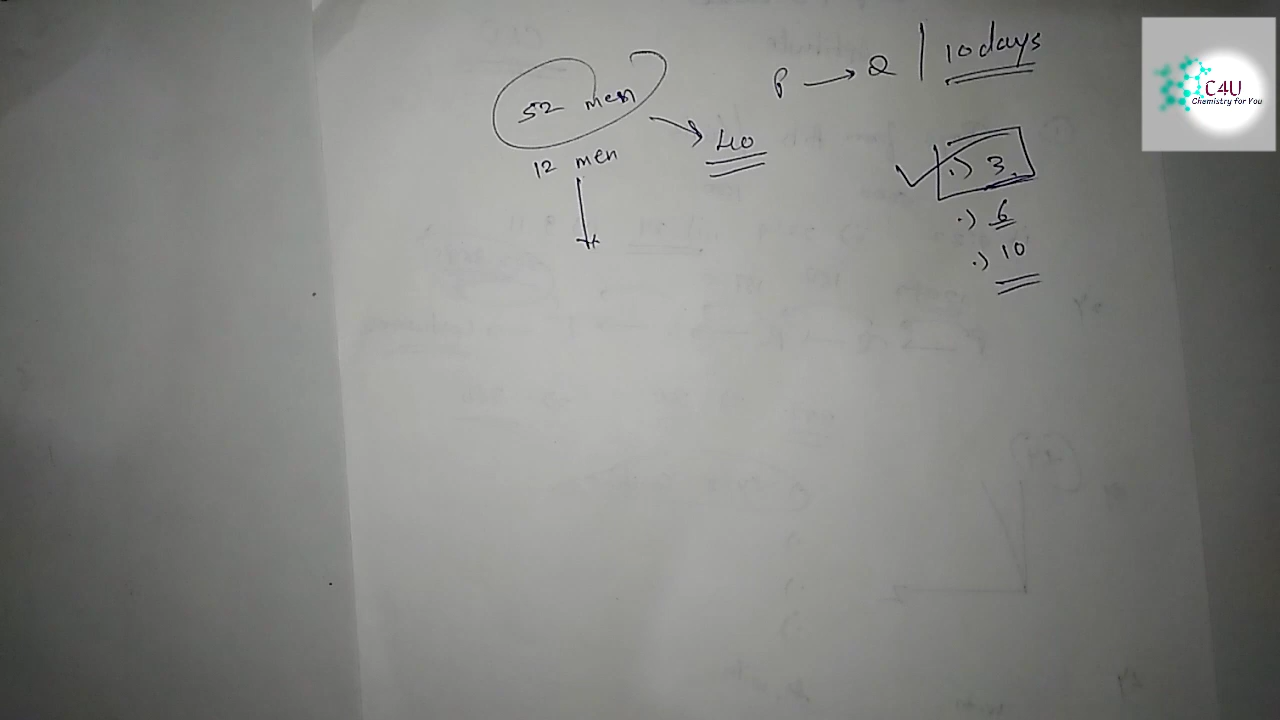 52 men
12 men
40
P → Q | 10 days
.) 3.
.) 6
.) 10
C4U
Chemistry for You